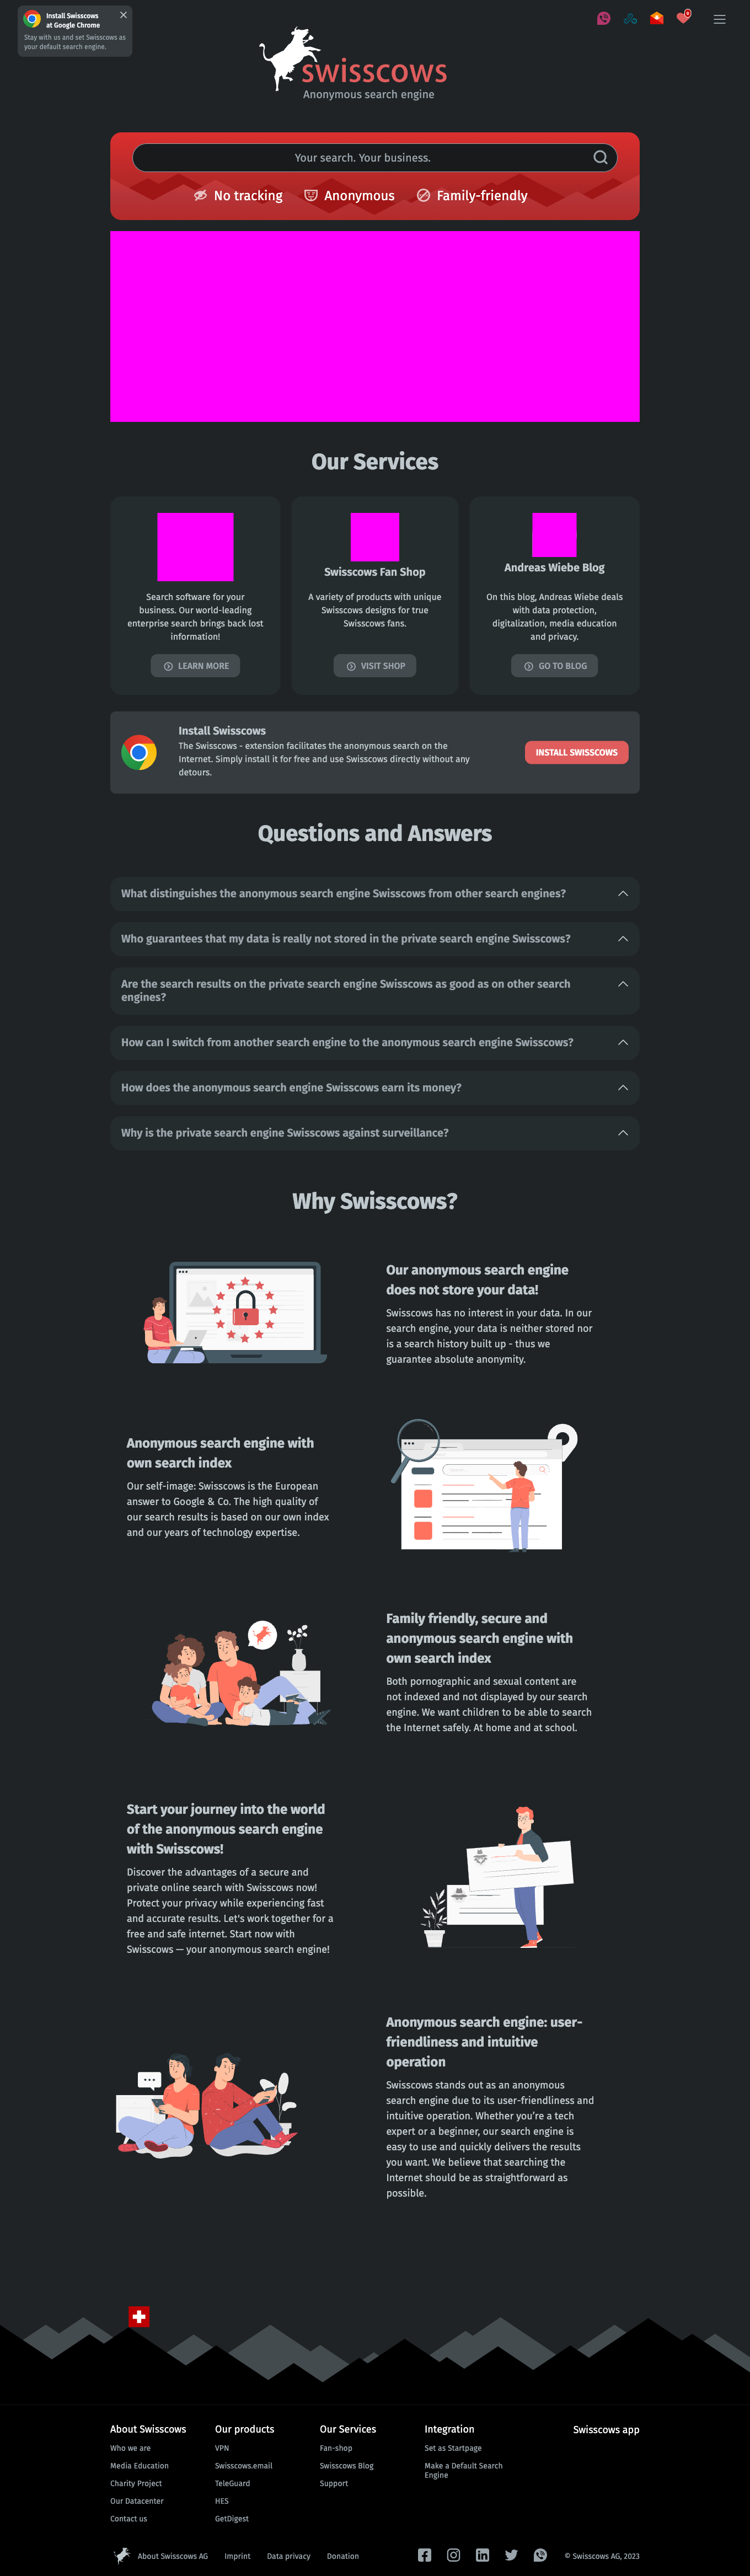 Install Swisscows
at Google Chrome
Stay with us and set Swisscows as
your default search engine.
swisscows
Anonymous search engine
Your search. Your business.
No tracking
Anonymous
Family-friendly
Our Services
Search software for your
business. Our world-leading
enterprise search brings back lost
information!
LEARN MORE
Swisscows Fan Shop
A variety of products with unique
Swisscows designs for true
Swisscows fans.
VISIT SHOP
Andreas Wiebe Blog
On this blog, Andreas Wiebe deals
with data protection,
digitalization, media education
and privacy.
GO TO BLOG
Install Swisscows
The Swisscows - extension facilitates the anonymous search on the
Internet. Simply install it for free and use Swisscows directly without any
detours.
INSTALL SWISSCOWS
Questions and Answers
What distinguishes the anonymous search engine Swisscows from other search engines?
Who guarantees that my data is really not stored in the private search engine Swisscows?
Are the search results on the private search engine Swisscows as good as on other search
engines?
How can I switch from another search engine to the anonymous search engine Swisscows?
How does the anonymous search engine Swisscows earn its money?
Why is the private search engine Swisscows against surveillance?
Why Swisscows?
Our anonymous search engine
does not store your data!
Swisscows has no interest in your data. In our
search engine, your data is neither stored nor
is a search history built up - thus we
guarantee absolute anonymity.
Anonymous search engine with
own search index
Our self-image: Swisscows is the European
answer to Google & Co. The high quality of
our search results is based on our own index
and our years of technology expertise.
Family friendly, secure and
anonymous search engine with
own search index
Both pornographic and sexual content are
not indexed and not displayed by our search
engine. We want children to be able to search
the Internet safely. At home and at school.
Start your journey into the world
of the anonymous search engine
with Swisscows!
Discover the advantages of a secure and
private online search with Swisscows now!
Protect your privacy while experiencing fast
and accurate results. Let's work together for a
free and safe internet. Start now with
Swisscows — your anonymous search engine!
Anonymous search engine: user-
friendliness and intuitive
operation
Swisscows stands out as an anonymous
search engine due to its user-friendliness and
intuitive operation. Whether you're a tech
expert or a beginner, our search engine is
easy to use and quickly delivers the results
you want. We believe that searching the
Internet should be as straightforward as
possible.
About Swisscows
Who we are
Media Education
Charity Project
Our Datacenter
Contact us
Our products
VPN
Swisscows.email
TeleGuard
HES
GetDigest
Our Services
Fan-shop
Swisscows Blog
Support
Integration
Set as Startpage
Make a Default Search
Engine
Swisscows app
About Swisscows AG
Imprint
Data privacy
Donation
© Swisscows AG, 2023